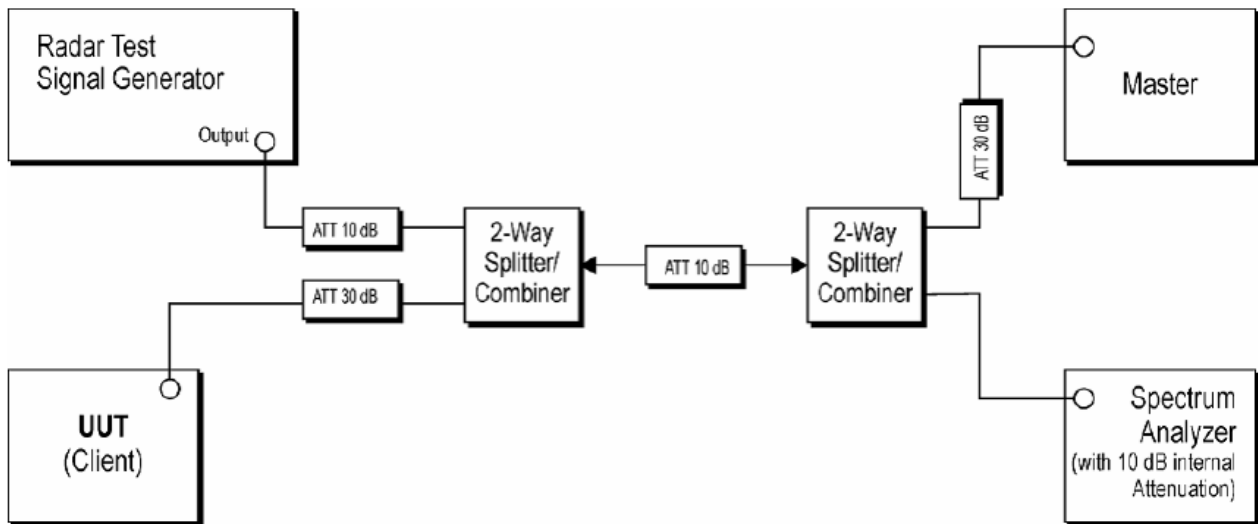 Radar Test
Signal Generator
Output
ATT 10 dB
ATT 30 dB
2-Way
Splitter/
Combiner
ATT 10 dB
2-Way
Splitter/
Combiner
ATT 30 dB
Master
UUT
(Client)
Spectrum
Analyzer
(with 10 dB internal
Attenuation)